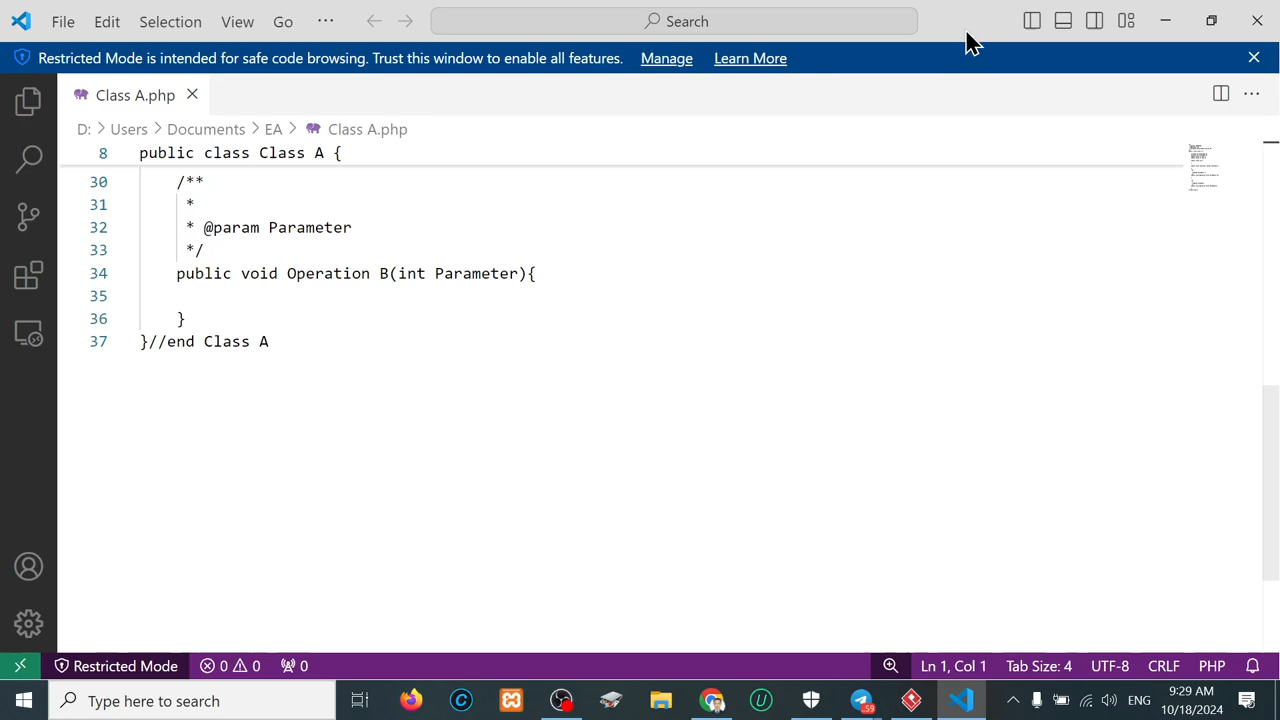 File Edit Selection View Go ··· Search
Restricted Mode is intended for safe code browsing. Trust this window to enable all features. Manage Learn More
Class A.php
D: > Users > Documents > EA > Class A.php
8 public class Class A {
30 /**
31 *
32 * @param Parameter
33 */
34 public void Operation B(int Parameter){
35
36 }
37 }//end Class A
Restricted Mode 0 0 0 Ln 1, Col 1 Tab Size: 4 UTF-8 CRLF PHP
Type here to search 59 ENG 9:29 AM
10/18/2024